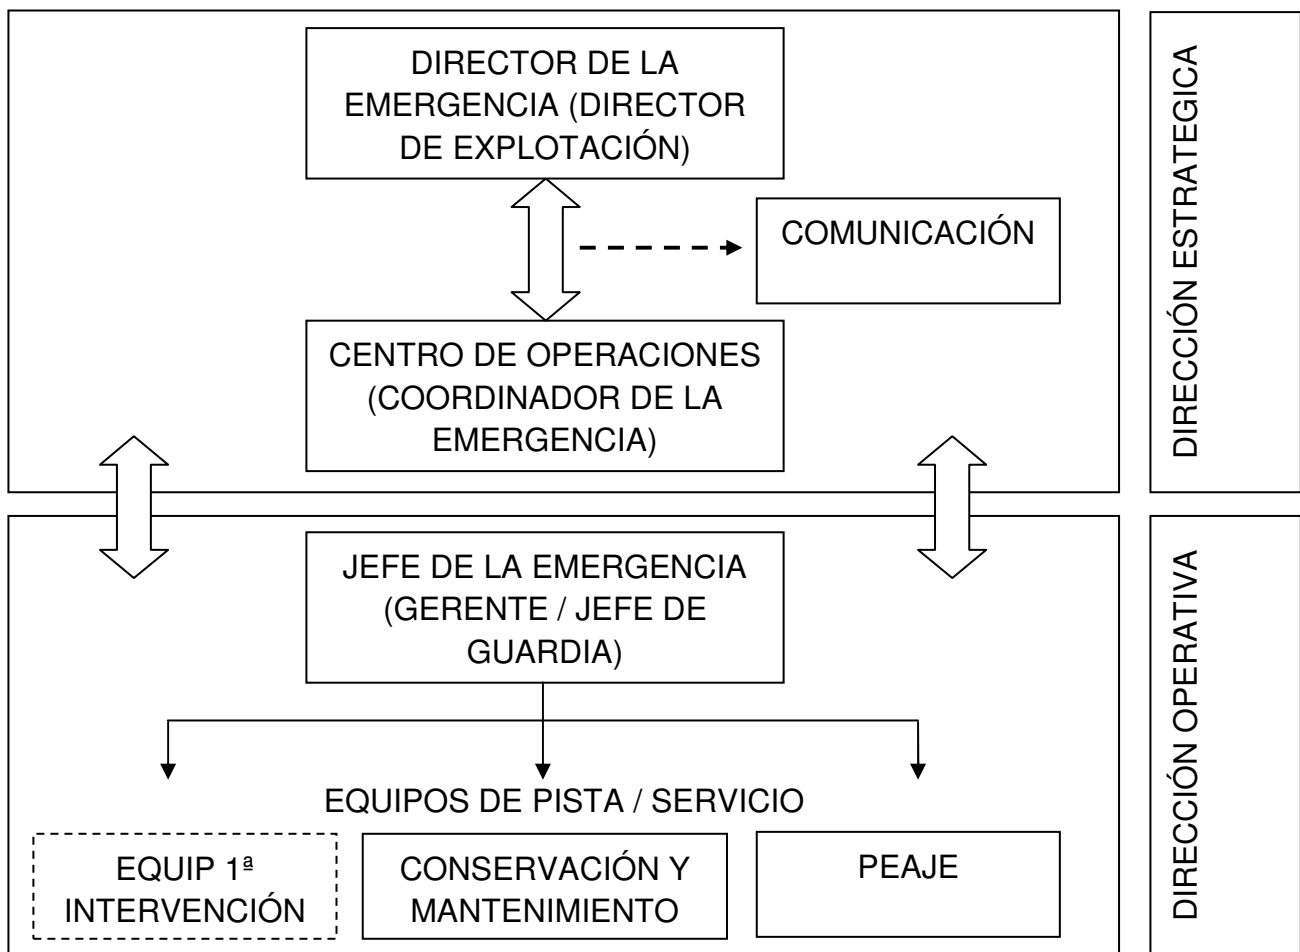 DIRECTOR DE LA
EMERGENCIA (DIRECTOR
DE EXPLOTACIÓN)
COMUNICACIÓN
CENTRO DE OPERACIONES
(COORDINADOR DE LA
EMERGENCIA)
DIRECCIÓN ESTRATEGICA
JEFE DE LA EMERGENCIA
(GERENTE / JEFE DE
GUARDIA)
EQUIPOS DE PISTA / SERVICIO
EQUIP 1ª
INTERVENCIÓN
CONSERVACIÓN Y
MANTENIMIENTO
PEAJE
DIRECCIÓN OPERATIVA